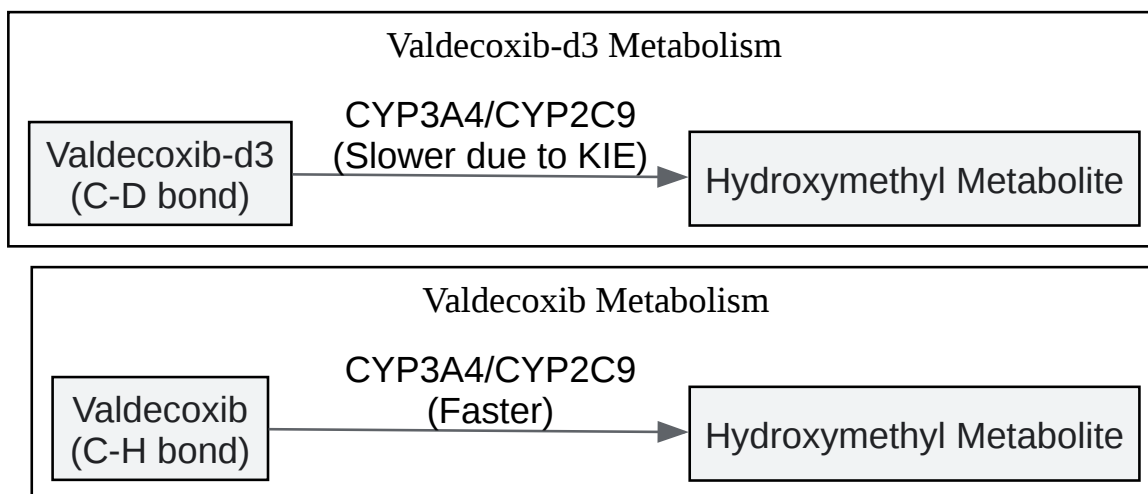 Valdecoxib-d3 Metabolism
CYP3A4/CYP2C9
(Slower due to KIE)
Valdecoxib-d3
(C-D bond)
Hydroxymethyl Metabolite
Valdecoxib Metabolism
CYP3A4/CYP2C9
(Faster)
Valdecoxib
(C-H bond)
Hydroxymethyl Metabolite